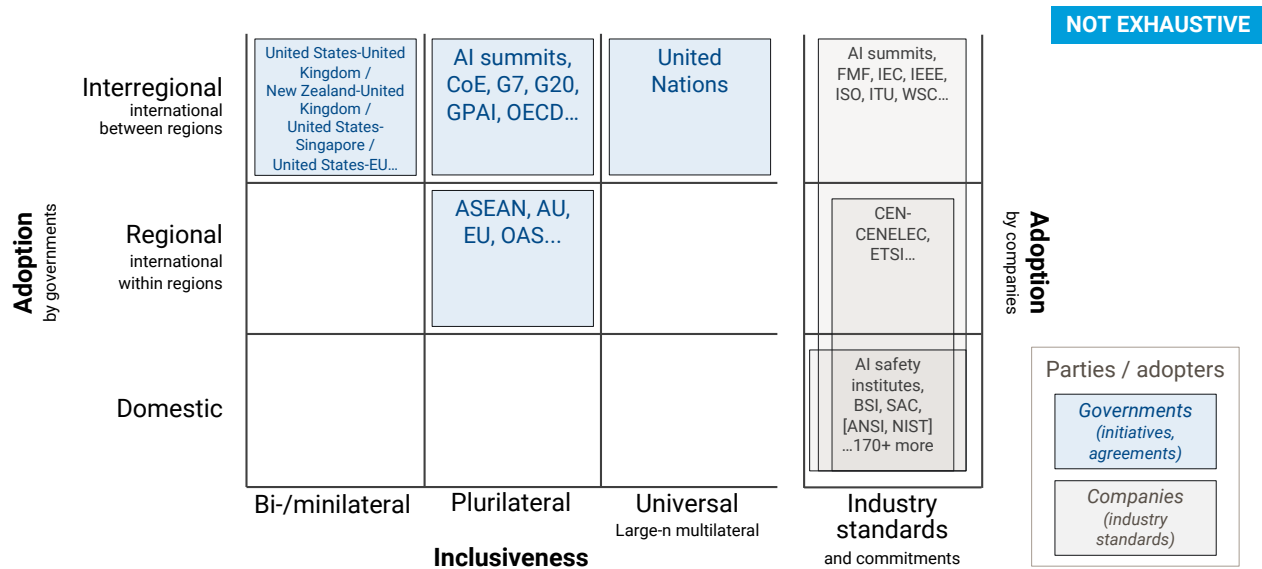 NOT EXHAUSTIVE
Interregional
international
between regions
United States-United
Kingdom /
New Zealand-United
Kingdom /
United States-
Singapore /
United States-EU…
AI summits,
CoE, G7, G20,
GPAI, OECD…
United
Nations
AI summits,
FMF, IEC, IEEE,
ISO, ITU, WSC…
Adoption
by governments
Regional
international
within regions
ASEAN, AU,
EU, OAS...
CEN-
CENELEC,
ETSI…
Adoption
by companies
Domestic
AI safety
institutes,
BSI, SAC,
[ANSI, NIST]
…170+ more
Parties / adopters
Governments
(initiatives,
agreements)
Companies
(industry
standards)
Bi-/minilateral
Plurilateral
Universal
Large-n multilateral
Industry
standards
and commitments
Inclusiveness